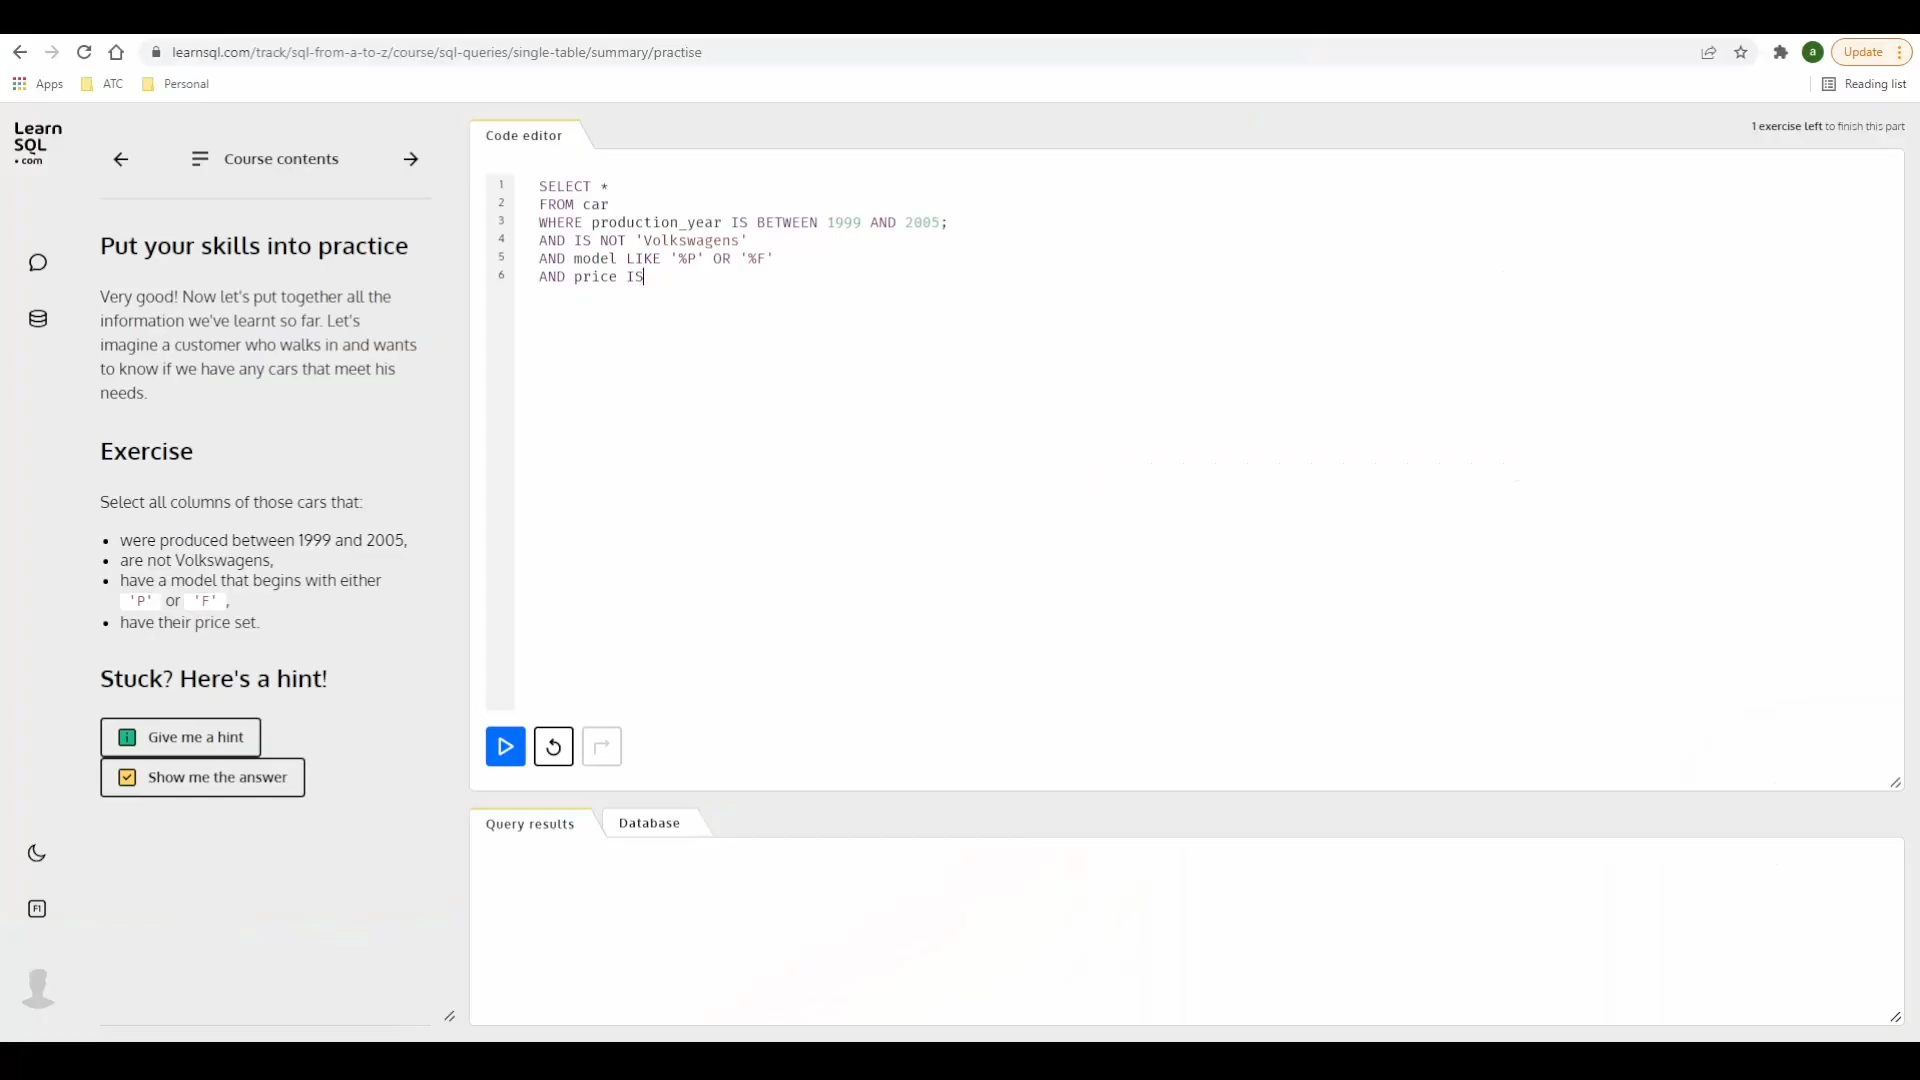 learnsql.com/track/sql-from-a-to-z/course/sql-queries/single-table/summary/practise
a
Update
Apps
ATC
Personal
Reading list
Learn
SQL
.com
Course contents
Code editor
1 exercise left to finish this part
Put your skills into practice
Very good! Now let's put together all the
information we've learnt so far. Let's
imagine a customer who walks in and wants
to know if we have any cars that meet his
needs.
Exercise
Select all columns of those cars that:
were produced between 1999 and 2005,
are not Volkswagens,
have a model that begins with either
'P' or 'F' ,
have their price set.
Stuck? Here's a hint!
Give me a hint
Show me the answer
F1
1 SELECT *
2 FROM car
3 WHERE production_year IS BETWEEN 1999 AND 2005;
4 AND IS NOT 'Volkswagens'
5 AND model LIKE '%P' OR '%F'
6 AND price IS
Query results
Database